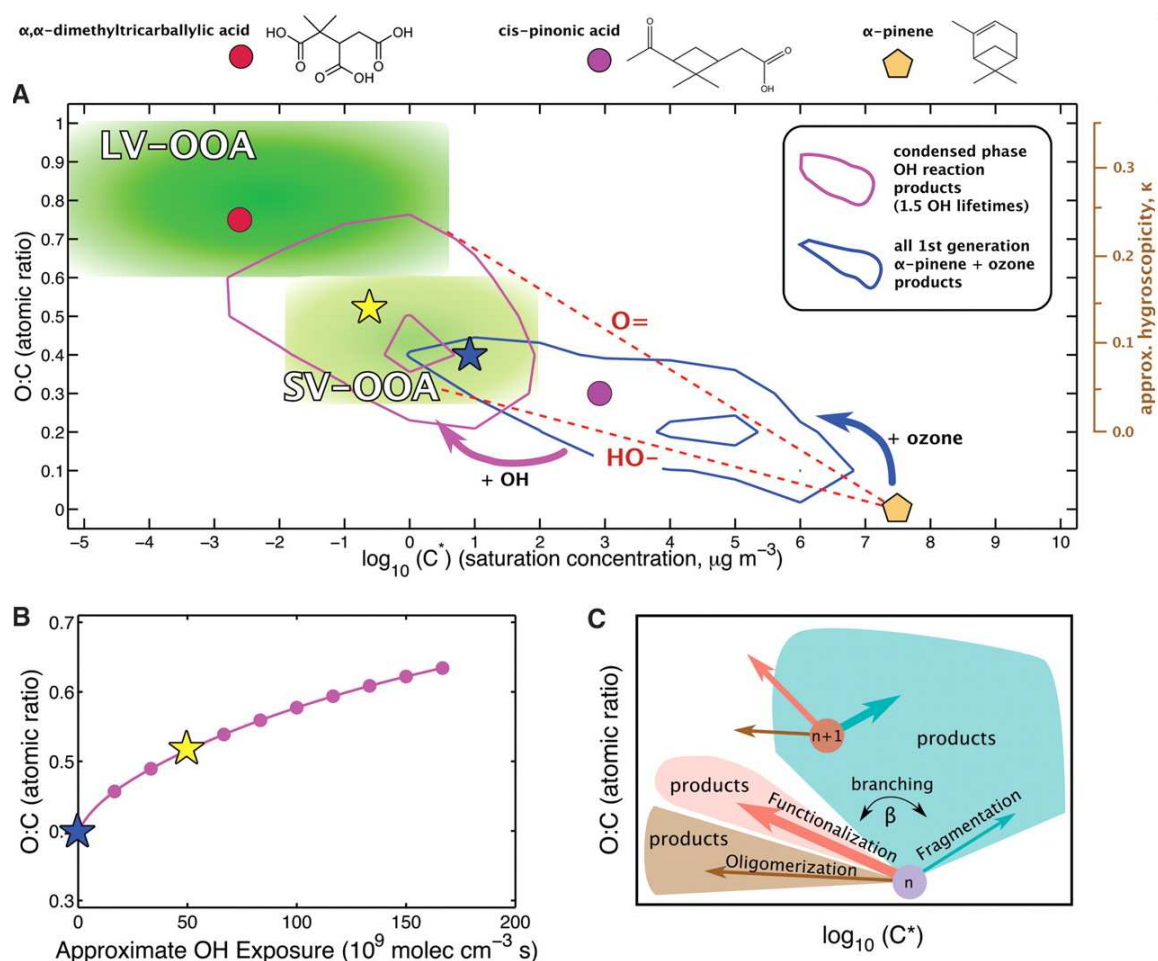 α,α-dimethyltricarballylic acid
cis-pinonic acid
α-pinene
HO
OH
O
O
OH
O
O
O
OH
A
1
0.9
0.8
0.7
0.6
0.5
0.4
0.3
0.2
0.1
0
O:C (atomic ratio)
LV-OOA
SV-OOA
O=
HO-
+ OH
+ ozone
condensed phase
OH reaction
products
(1.5 OH lifetimes)
all 1st generation
α-pinene + ozone
products
0.3
0.2
0.1
0.0
approx. hygroscopicity, κ
−5 −4 −3 −2 −1 0 1 2 3 4 5 6 7 8 9 10
log10 (C*) (saturation concentration, μg m−3)
B
0.7
0.6
0.5
0.3
O:C (atomic ratio)
0 50 100 150 200
Approximate OH Exposure (10^9 molec cm−3 s)
C
O:C (atomic ratio)
n+1
products
branching
β
products
Functionalization
Fragmentation
products
Oligomerization
n
log10 (C*)